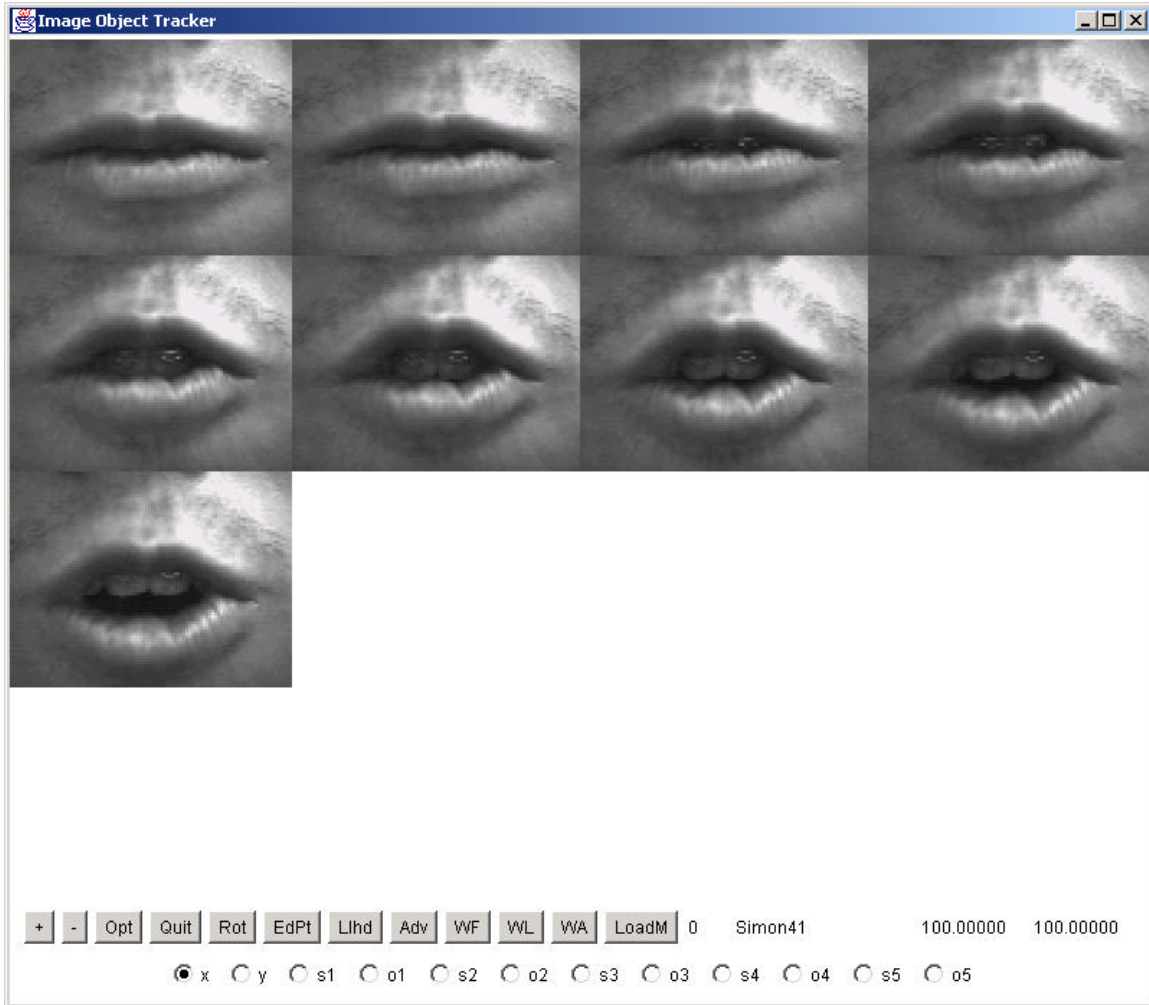 Image Object Tracker
+ - Opt Quit Rot EdPt Llhd Adv WF WL WA LoadM 0 Simon41 100.00000 100.00000
x y s1 o1 s2 o2 s3 o3 s4 o4 s5 o5